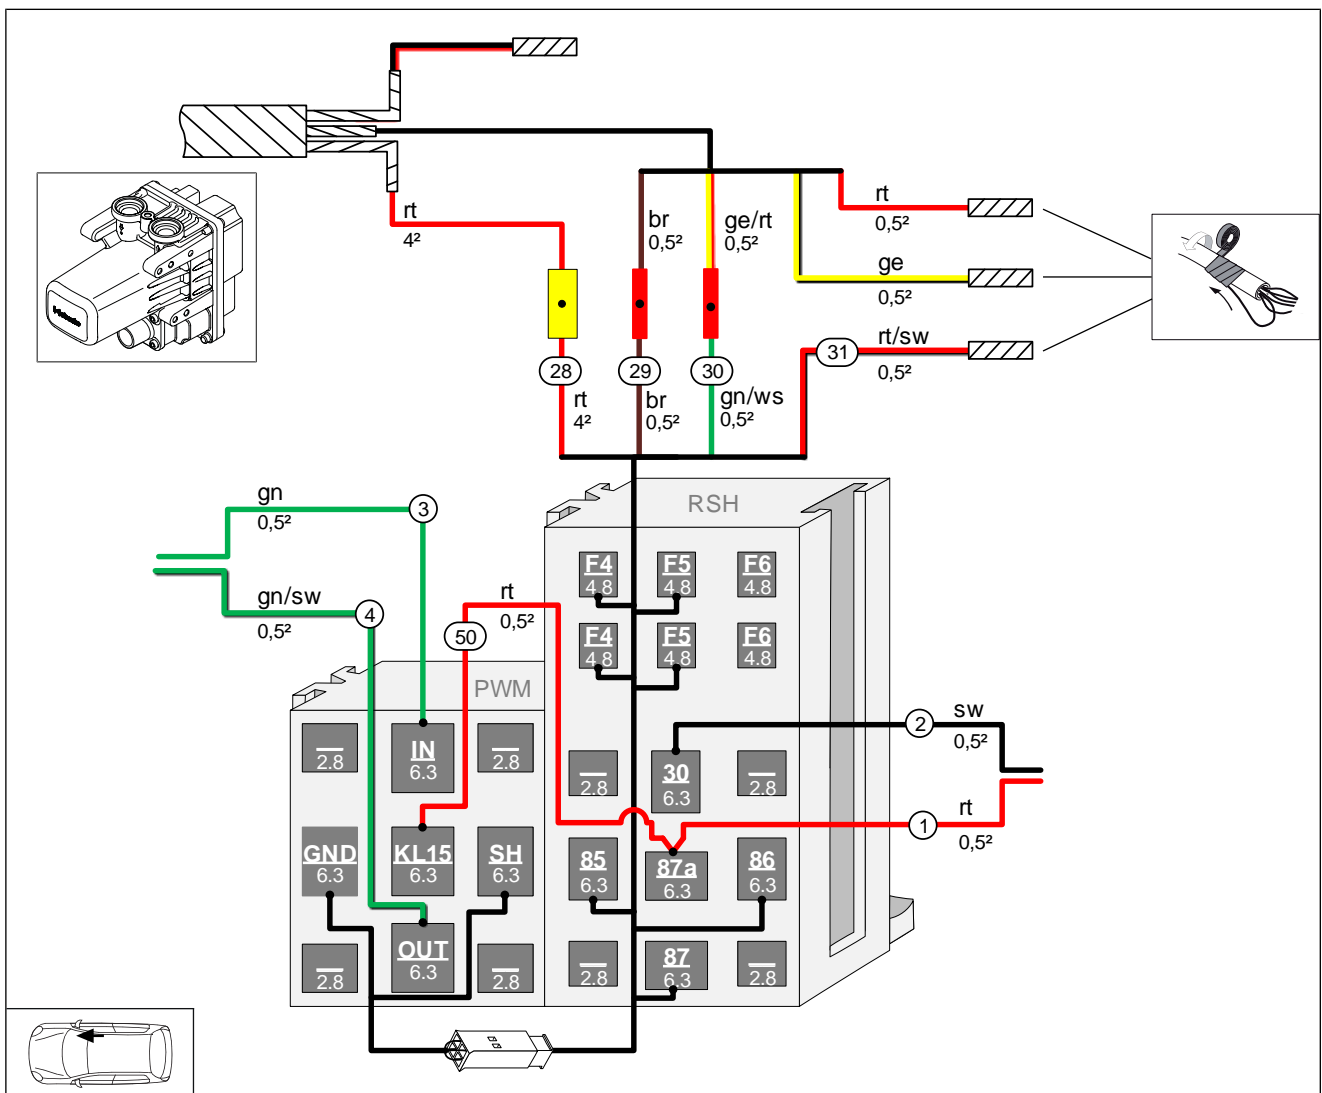 rt
4²
br
0,5²
ge/rt
0,5²
rt
0,5²
ge
0,5²
rt/sw
0,5²
31
28
29
30
rt
4²
br
0,5²
gn/ws
0,5²
gn
0,5²
3
gn/sw
0,5²
4
rt
0,5²
50
RSH
F4
4.8
F5
4.8
F6
4.8
F4
4.8
F5
4.8
F6
4.8
PWM
2.8
IN
6.3
2.8
2.8
30
6.3
2.8
2
sw
0,5²
1
rt
0,5²
GND
6.3
KL15
6.3
SH
6.3
85
6.3
87a
6.3
86
6.3
2.8
OUT
6.3
2.8
2.8
87
6.3
2.8